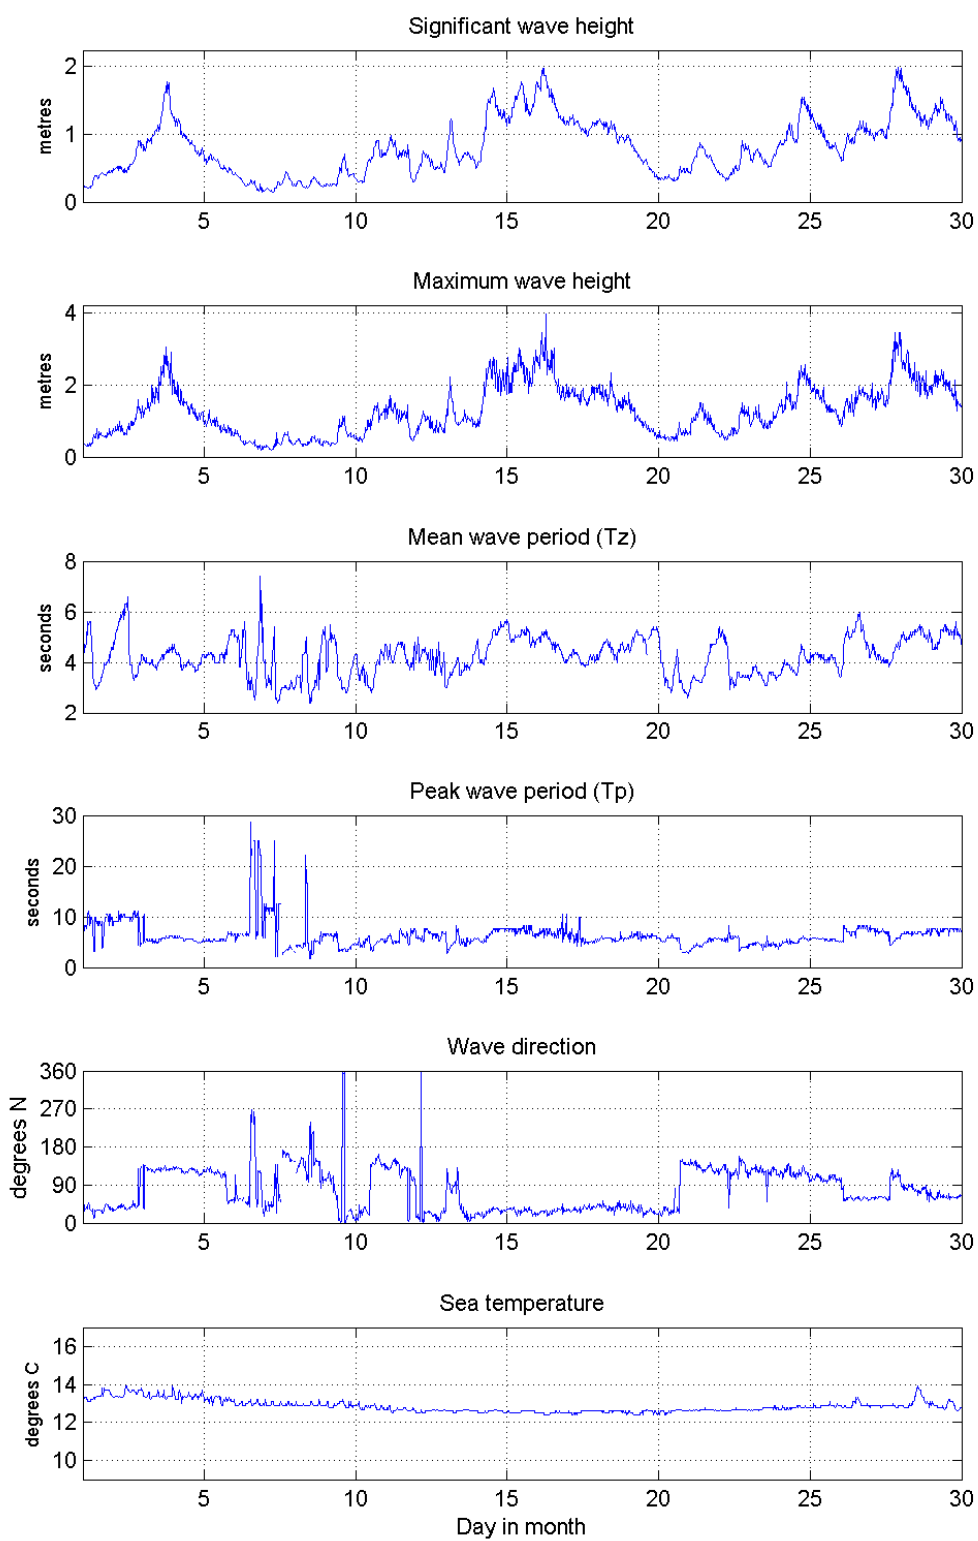 Significant wave height
metres
2
1
0
5 10 15 20 25 30
Maximum wave height
metres
4
2
0
5 10 15 20 25 30
Mean wave period (Tz)
seconds
8
6
4
2
5 10 15 20 25 30
Peak wave period (Tp)
seconds
30
20
10
0
5 10 15 20 25 30
Wave direction
degrees N
360
270
180
90
0
5 10 15 20 25 30
Sea temperature
degrees C
16
14
12
10
5 10 15 20 25 30
Day in month